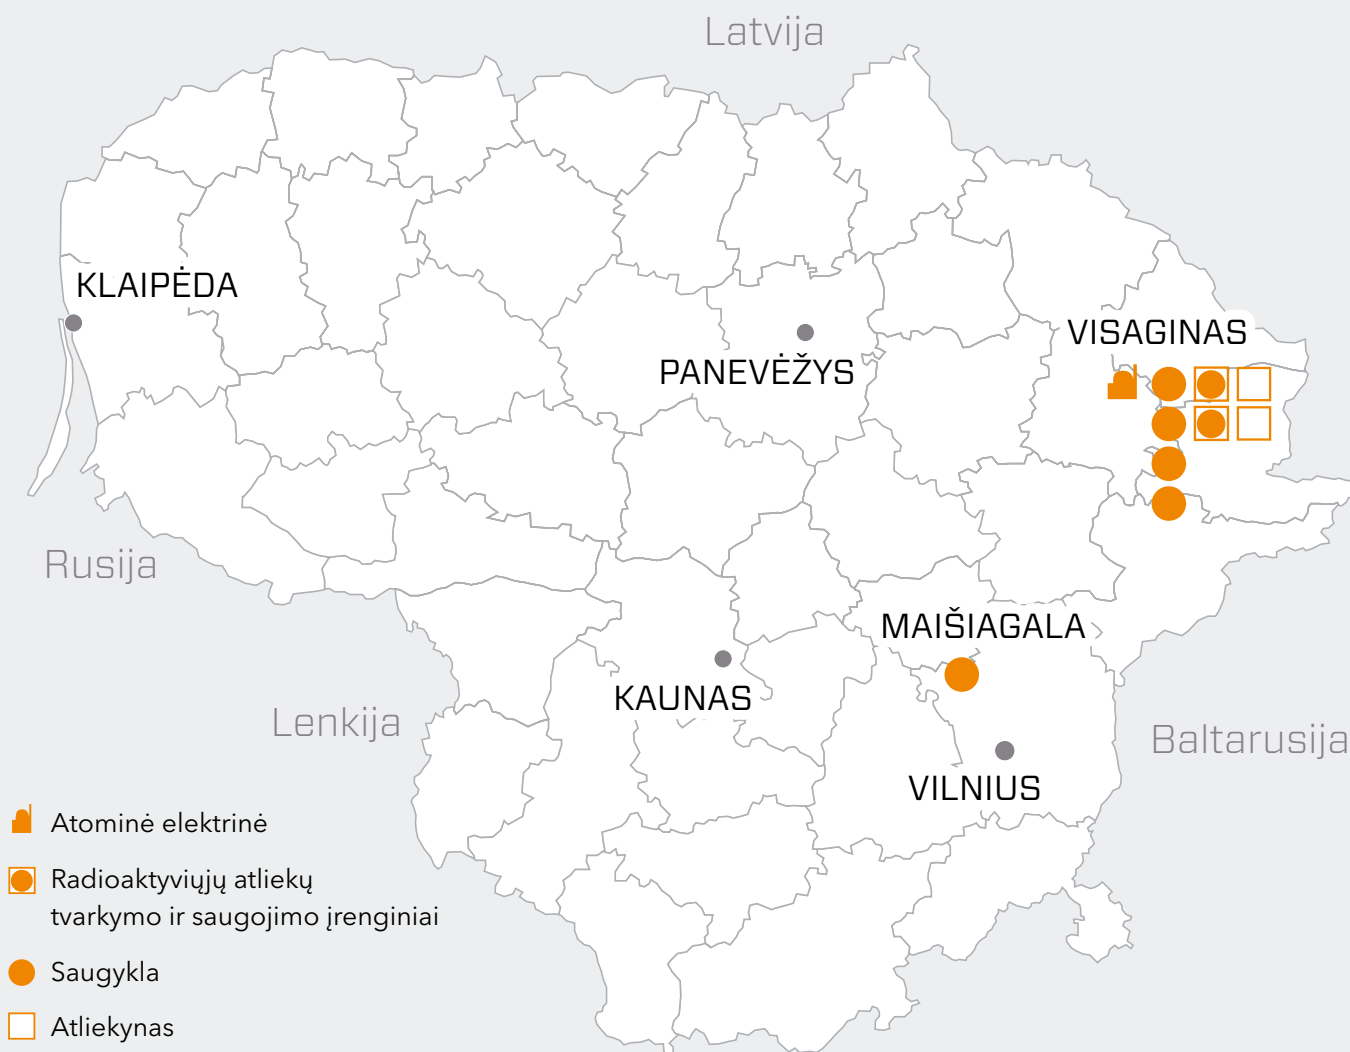 Latvija
KLAIPĖDA
VISAGINAS
PANEVĖŽYS
Rusija
MAIŠIAGALA
KAUNAS
Lenkija
Baltarusija
VILNIUS
Atominė elektrinė
Radioaktyviųjų atliekų
tvarkymo ir saugojimo įrenginiai
Saugykla
Atliekynas